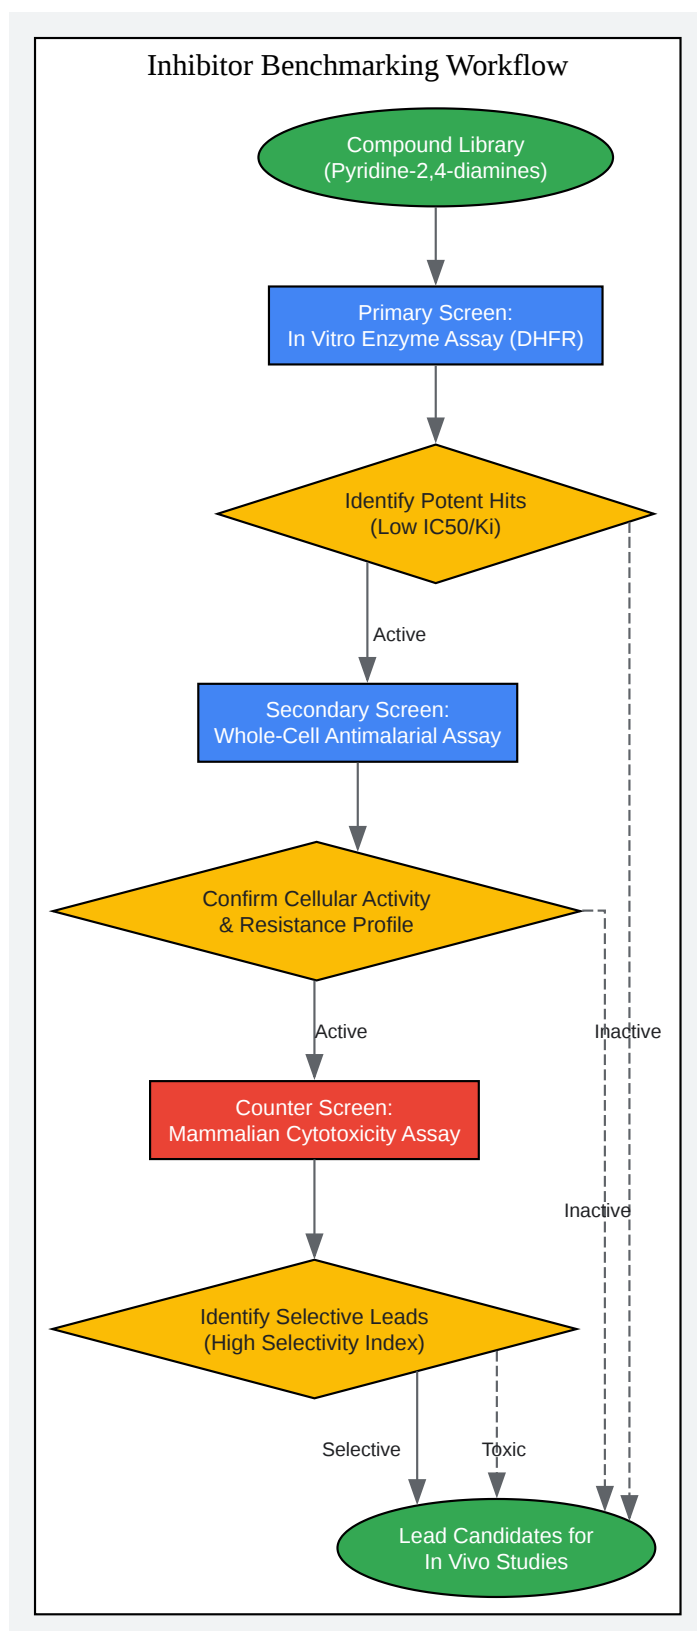 Inhibitor Benchmarking Workflow
Compound Library
(Pyridine-2,4-diamines)
Primary Screen:
In Vitro Enzyme Assay (DHFR)
Identify Potent Hits
(Low IC50/Ki)
Active
Secondary Screen:
Whole-Cell Antimalarial Assay
Confirm Cellular Activity
& Resistance Profile
Active
Inactive
Counter Screen:
Mammalian Cytotoxicity Assay
Inactive
Identify Selective Leads
(High Selectivity Index)
Selective
Toxic
Lead Candidates for
In Vivo Studies